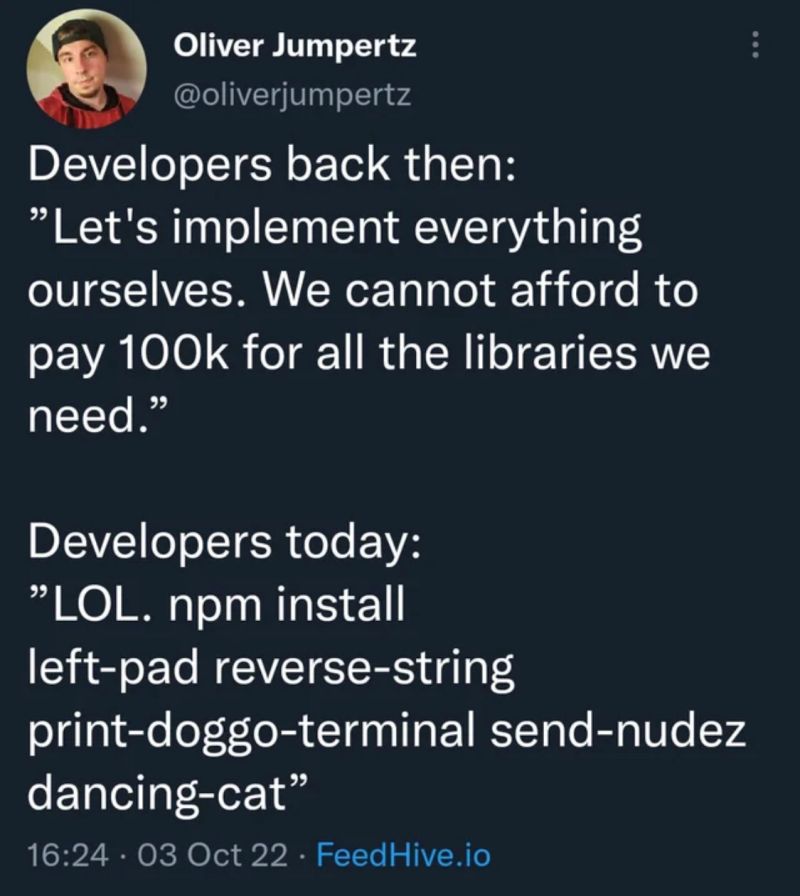 Oliver Jumpertz
@oliverjumpertz
Developers back then:
”Let's implement everything
ourselves. We cannot afford to
pay 100k for all the libraries we
need.”
Developers today:
”LOL. npm install
left-pad reverse-string
print-doggo-terminal send-nudez
dancing-cat”
16:24 · 03 Oct 22 · FeedHive.io